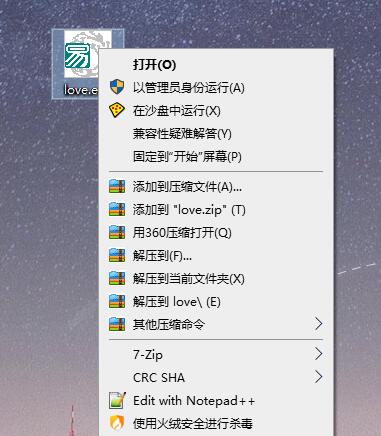 易
love.e
打开(O)
以管理员身份运行(A)
在沙盘中运行(X)
兼容性疑难解答(Y)
固定到"开始"屏幕(P)
添加到压缩文件(A)...
添加到 "love.zip" (T)
用360压缩打开(Q)
解压到(F)...
解压到当前文件夹(X)
解压到 love\ (E)
其他压缩命令
7-Zip
CRC SHA
Edit with Notepad++
使用火绒安全进行杀毒